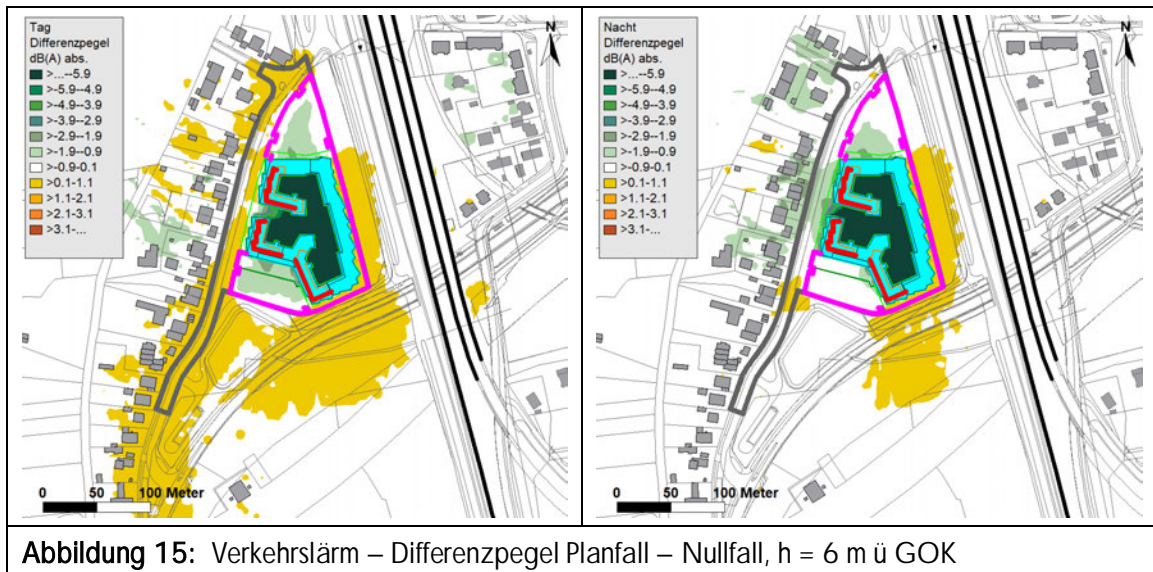 Tag
Differenzpegel
dB(A) abs.
>...--5.9
>-5.9--4.9
>-4.9--3.9
>-3.9--2.9
>-2.9--1.9
>-1.9--0.9
>-0.9-0.1
>0.1-1.1
>1.1-2.1
>2.1-3.1
>3.1-...
N
0 50 100 Meter
Nacht
Differenzpegel
dB(A) abs.
>...--5.9
>-5.9--4.9
>-4.9--3.9
>-3.9--2.9
>-2.9--1.9
>-1.9--0.9
>-0.9-0.1
>0.1-1.1
>1.1-2.1
>2.1-3.1
>3.1-...
N
0 50 100 Meter
Abbildung 15: Verkehrslärm – Differenzpegel Planfall – Nullfall, h = 6 m ü GOK